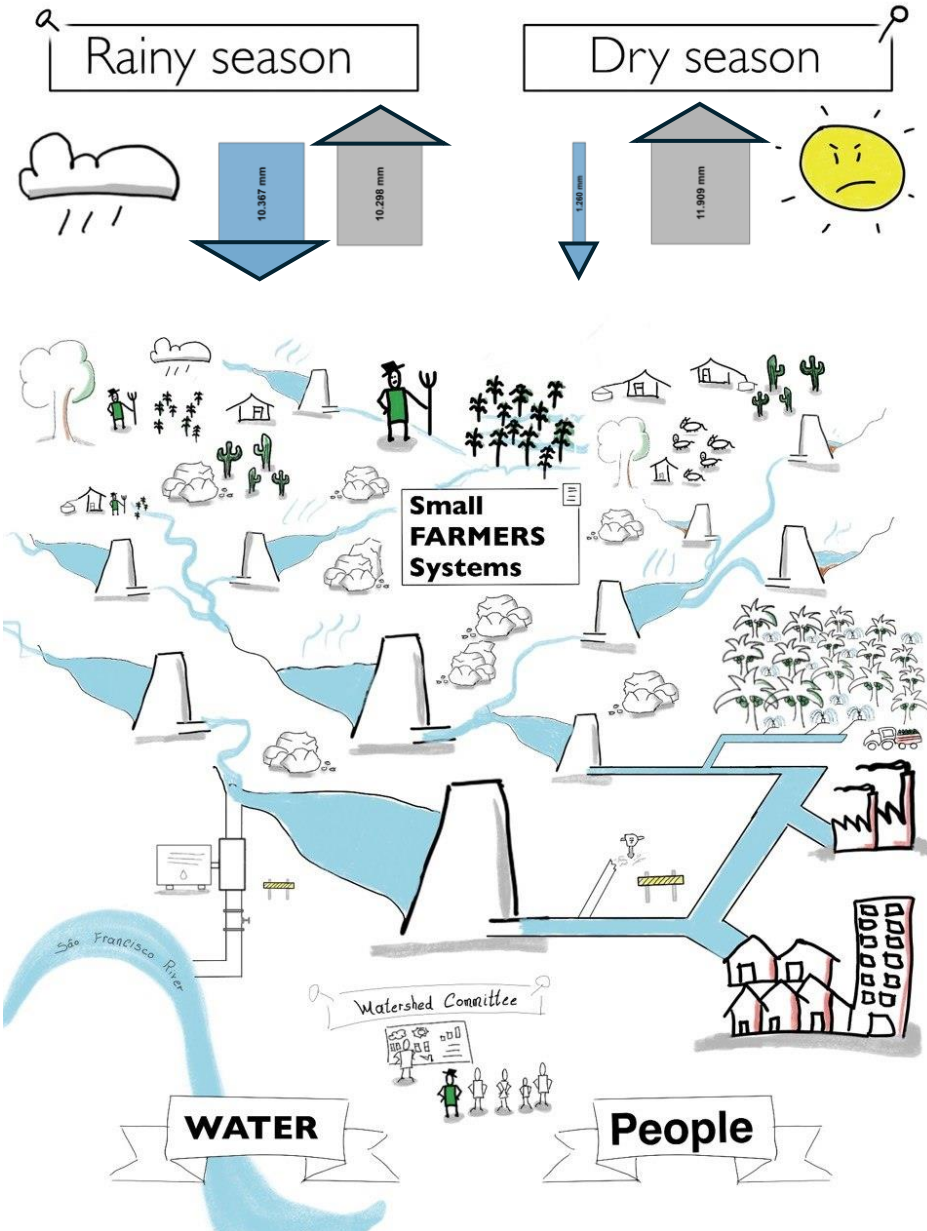 Rainy season
Dry season
10.367 mm
10.298 mm
1.260 mm
11.909 mm
Small
FARMERS
Systems
São Francisco River
Watershed Committee
WATER
People